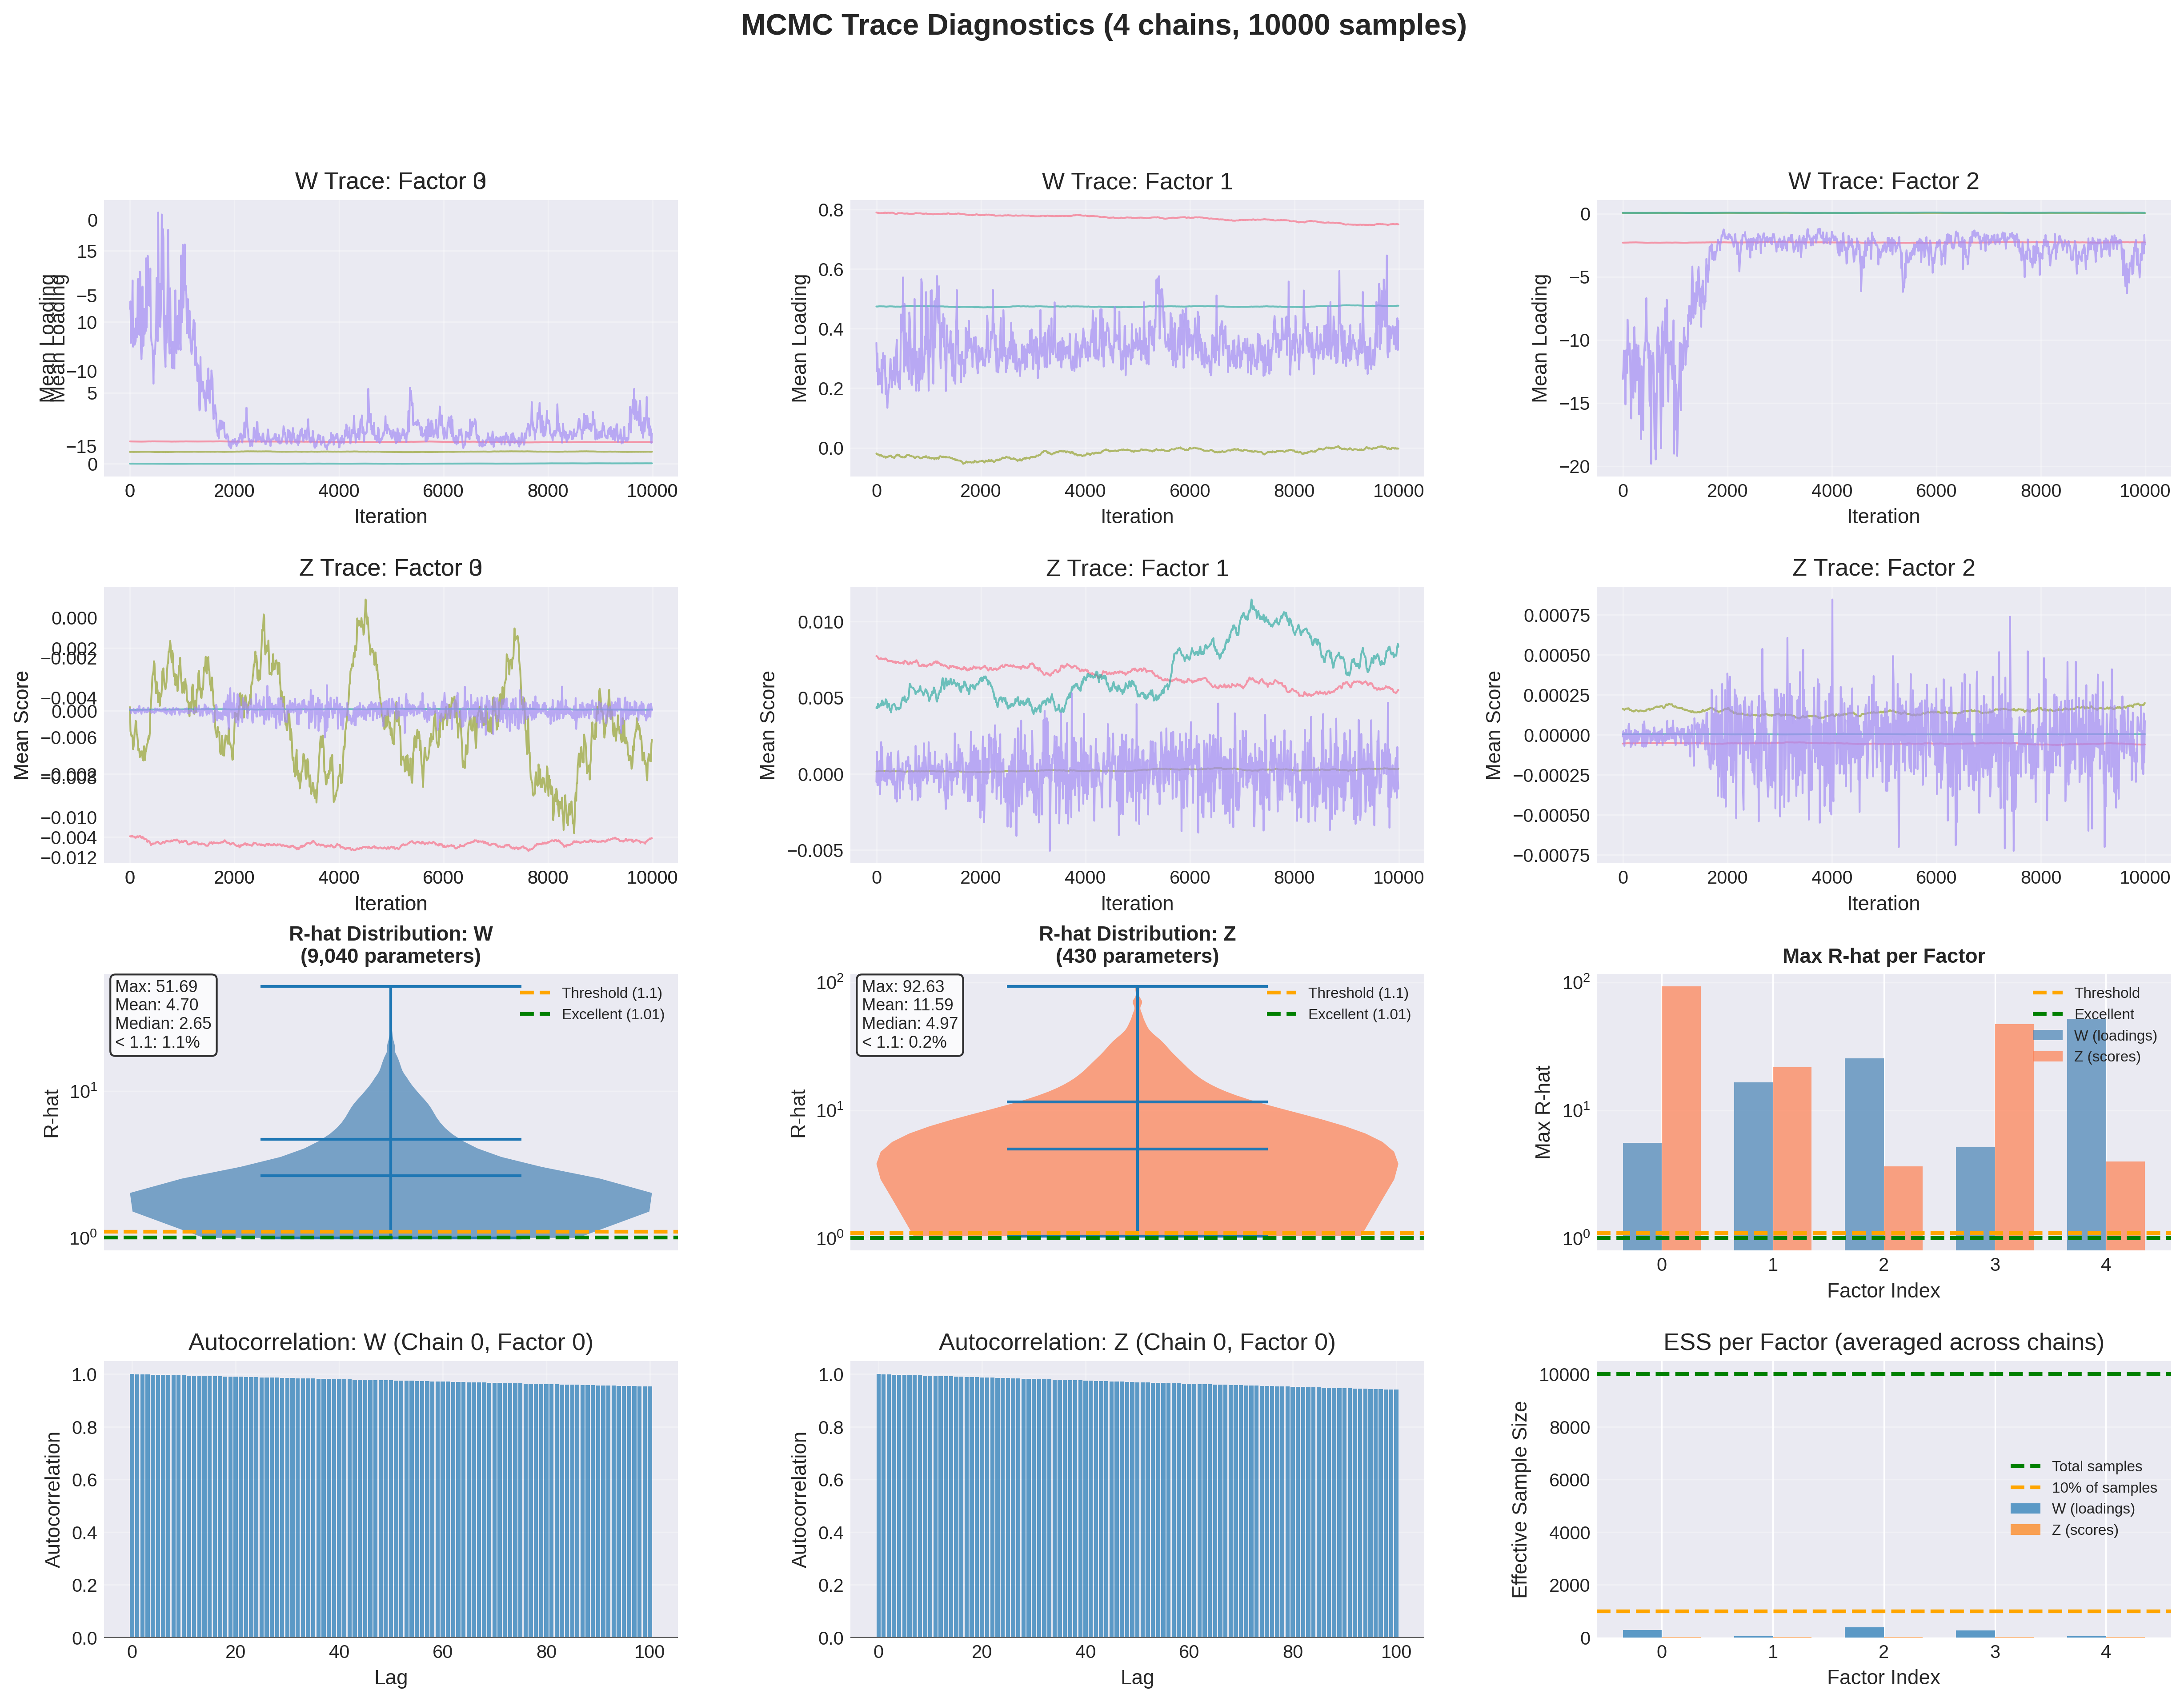 MCMC Trace Diagnostics (4 chains, 10000 samples)
W Trace: Factor
Mean Loading
Mean Loading
0
15
−5
10
−10
5
−15
0
0 2000 4000 6000 8000 10000
Iteration
W Trace: Factor 1
Mean Loading
0.8
0.6
0.4
0.2
0.0
0 2000 4000 6000 8000 10000
Iteration
W Trace: Factor 2
Mean Loading
0
−5
−10
−15
−20
0 2000 4000 6000 8000 10000
Iteration
Z Trace: Factor
Mean Score
0.000
0.002
−0.002
−0.004
0.000
−0.006
−0.008
−0.010
−0.004
−0.012
0 2000 4000 6000 8000 10000
Iteration
Z Trace: Factor 1
Mean Score
0.010
0.005
0.000
−0.005
0 2000 4000 6000 8000 10000
Iteration
Z Trace: Factor 2
Mean Score
0.00075
0.00050
0.00025
0.00000
−0.00025
−0.00050
−0.00075
0 2000 4000 6000 8000 10000
Iteration
R-hat Distribution: W
(9,040 parameters)
Max: 51.69
Mean: 4.70
Median: 2.65
< 1.1: 1.1%
Threshold (1.1)
Excellent (1.01)
R-hat
10¹
10⁰
R-hat Distribution: Z
(430 parameters)
Max: 92.63
Mean: 11.59
Median: 4.97
< 1.1: 0.2%
Threshold (1.1)
Excellent (1.01)
R-hat
10²
10¹
10⁰
Max R-hat per Factor
Threshold
Excellent
W (loadings)
Z (scores)
Max R-hat
10²
10¹
10⁰
0 1 2 3 4
Factor Index
Autocorrelation: W (Chain 0, Factor 0)
Autocorrelation
1.0
0.8
0.6
0.4
0.2
0.0
0 20 40 60 80 100
Lag
Autocorrelation: Z (Chain 0, Factor 0)
Autocorrelation
1.0
0.8
0.6
0.4
0.2
0.0
0 20 40 60 80 100
Lag
ESS per Factor (averaged across chains)
Effective Sample Size
10000
8000
6000
4000
2000
0
Total samples
10% of samples
W (loadings)
Z (scores)
0 1 2 3 4
Factor Index